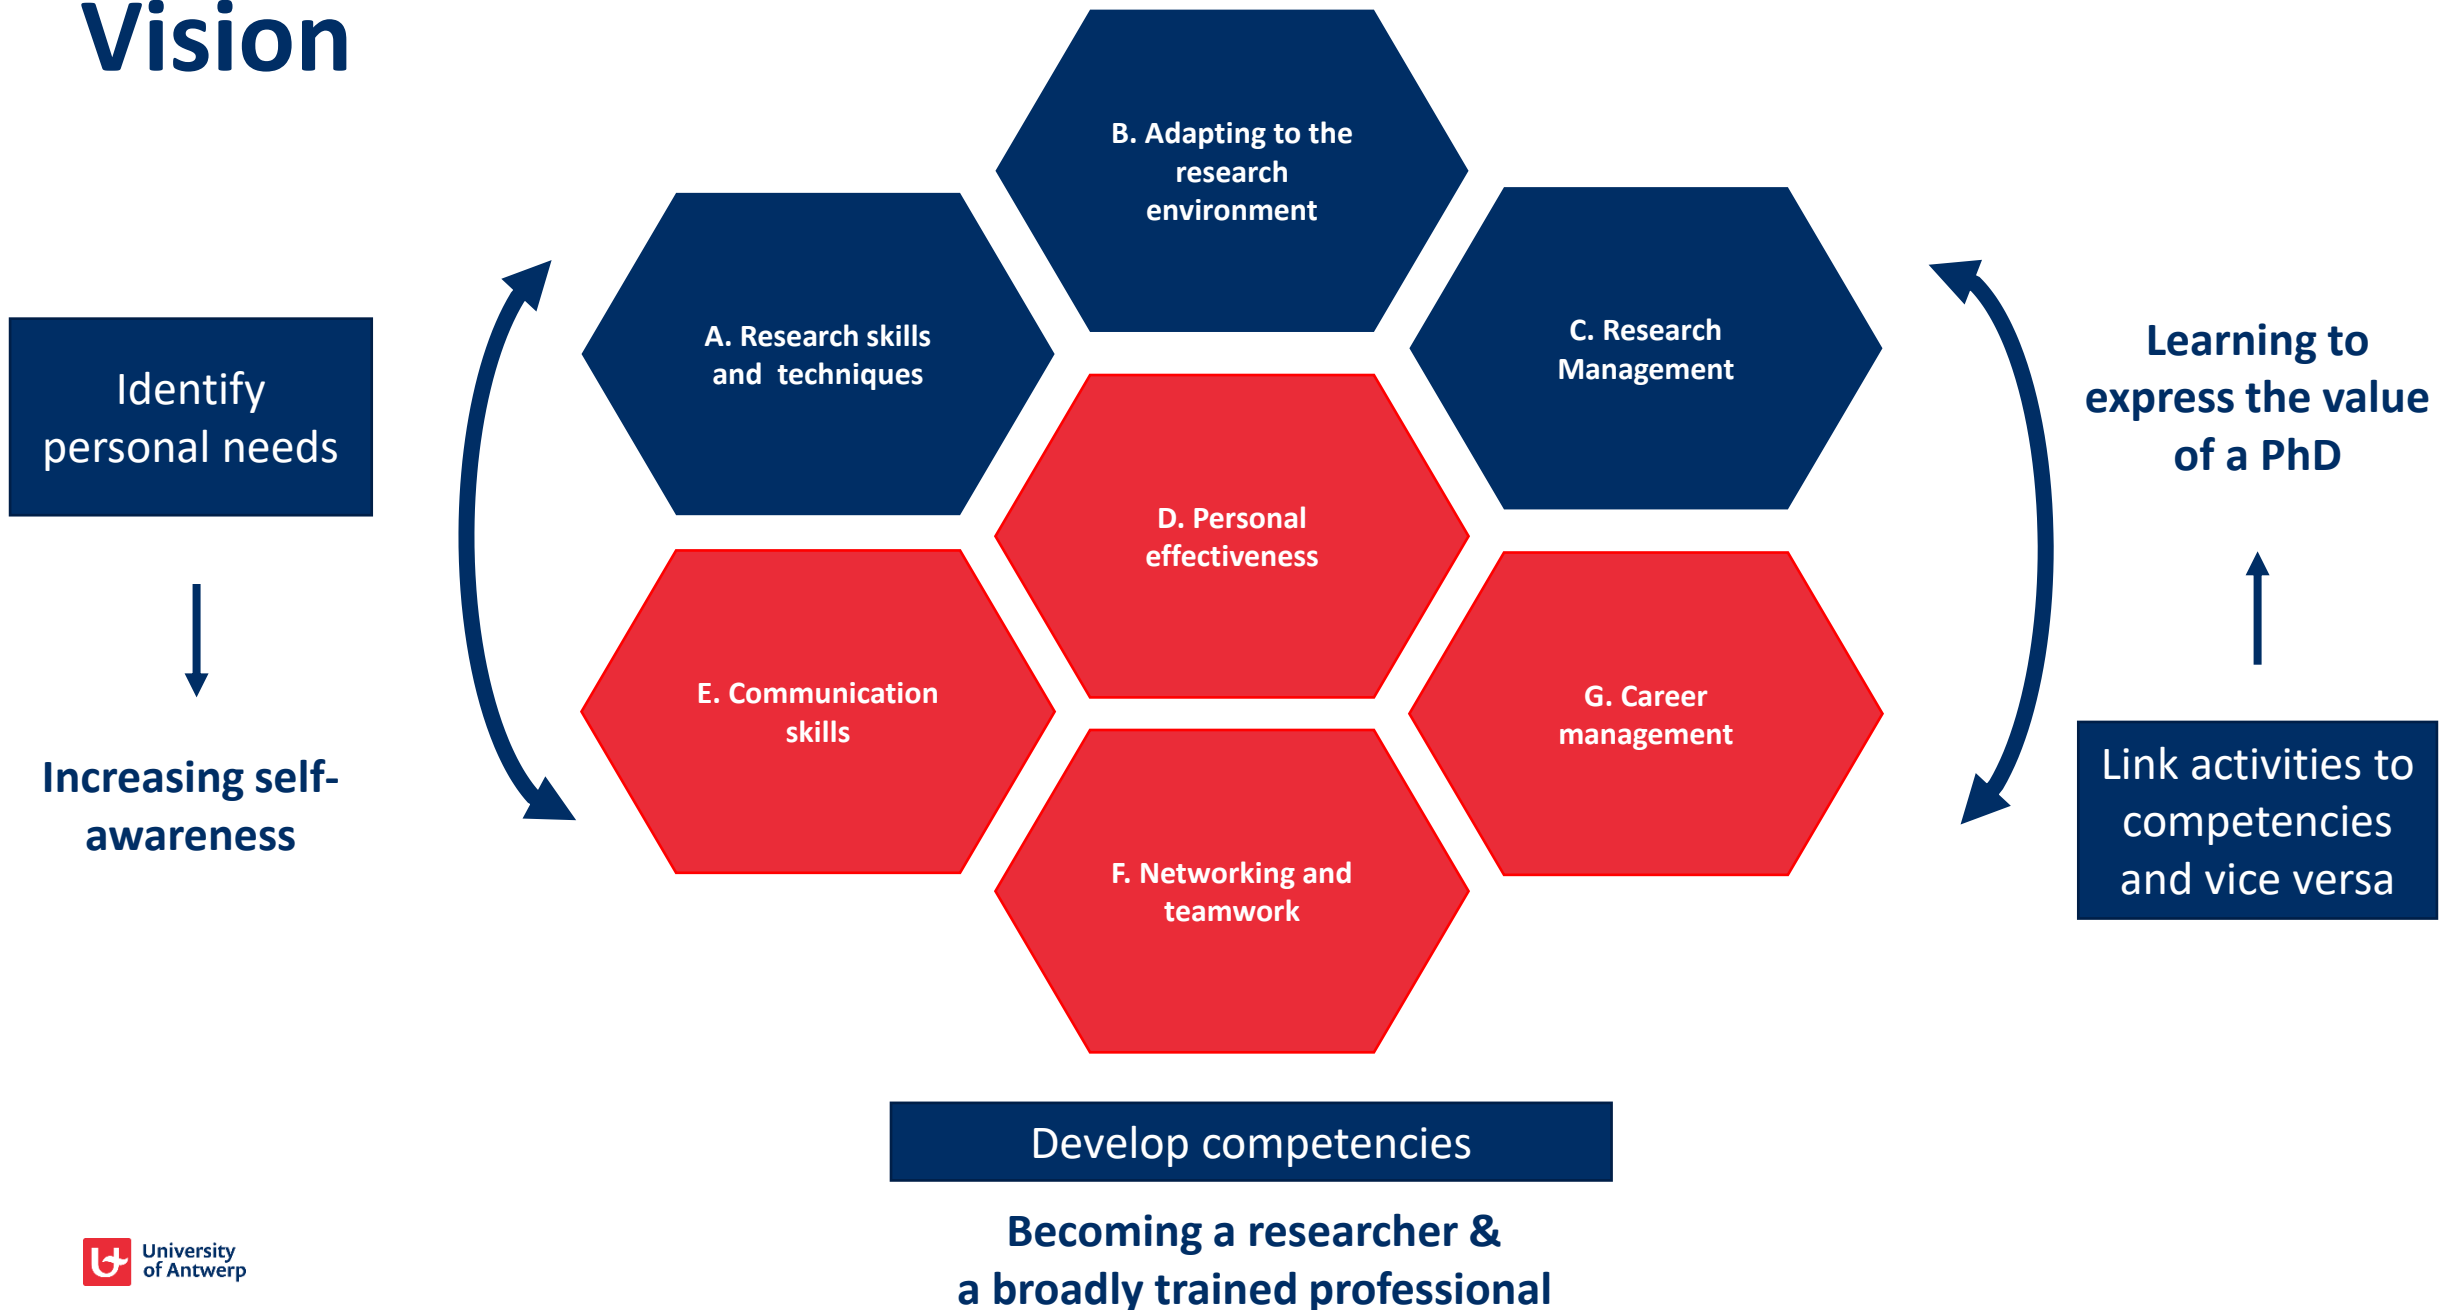 Vision
B. Adapting to the
research
environment
A. Research skills
and  techniques
C. Research
Management
D. Personal
effectiveness
E. Communication
skills
G. Career
management
F. Networking and
teamwork
Identify
personal needs
Increasing self-
awareness
Learning to
express the value
of a PhD
Link activities to
competencies
and vice versa
Develop competencies
Becoming a researcher &
a broadly trained professional
University
of Antwerp